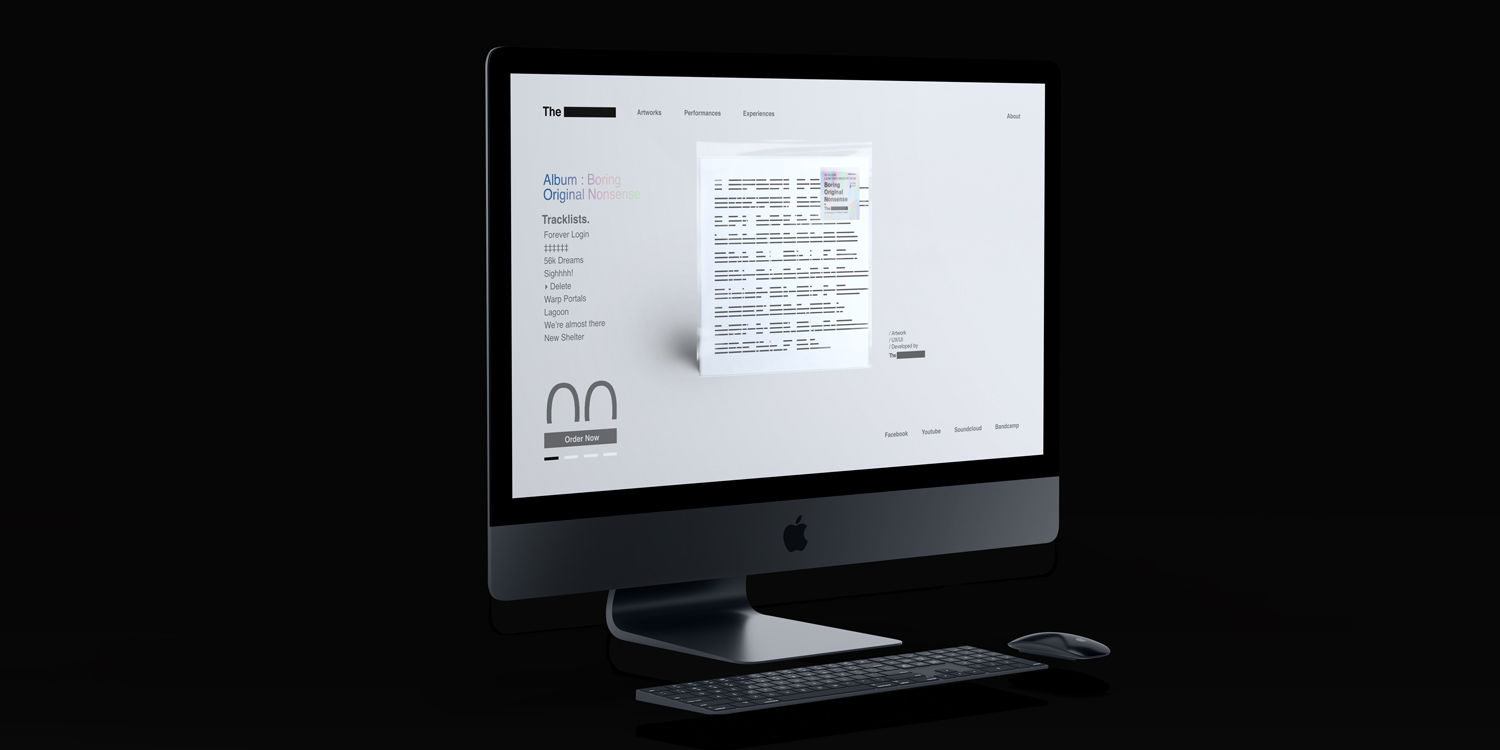 The
Artworks
Performances
Experiences
About
Album : Boring
Original Nonsense
Tracklists.
Forever Login
‡‡‡‡‡‡
56k Dreams
Sighhhh!
Delete
Warp Portals
Lagoon
We're almost there
New Shelter
Order Now
Boring
Original
Nonsense
The
/ Artwork
/ UX/UI
/ Developed by
The
Facebook
Youtube
Soundcloud
Bandcamp